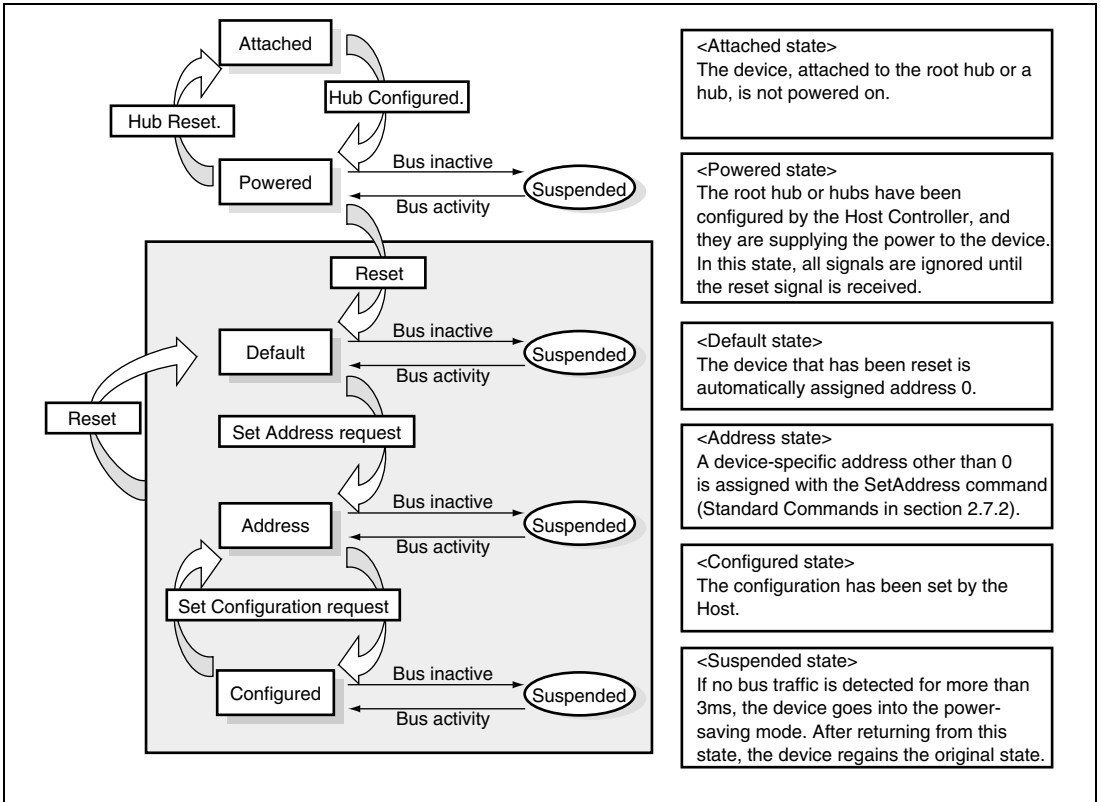 Attached
Hub Configured.
Hub Reset.
Powered
Bus inactive
Bus activity
Suspended
Reset
Default
Bus inactive
Bus activity
Suspended
Reset
Set Address request
Address
Bus inactive
Bus activity
Suspended
Set Configuration request
Configured
Bus inactive
Bus activity
Suspended
<Attached state>
The device, attached to the root hub or a
hub, is not powered on.
<Powered state>
The root hub or hubs have been
configured by the Host Controller, and
they are supplying the power to the device.
In this state, all signals are ignored until
the reset signal is received.
<Default state>
The device that has been reset is
automatically assigned address 0.
<Address state>
A device-specific address other than 0
is assigned with the SetAddress command
(Standard Commands in section 2.7.2).
<Configured state>
The configuration has been set by the
Host.
<Suspended state>
If no bus traffic is detected for more than
3ms, the device goes into the power-
saving mode. After returning from this
state, the device regains the original state.